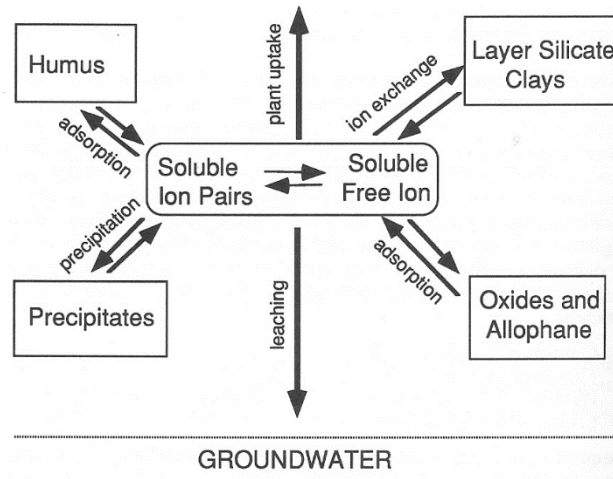 Humus
adsorption
plant uptake
ion exchange
Layer Silicate
Clays
Soluble
Ion Pairs
Soluble
Free Ion
precipitation
Precipitates
leaching
adsorption
Oxides and
Allophane
GROUNDWATER